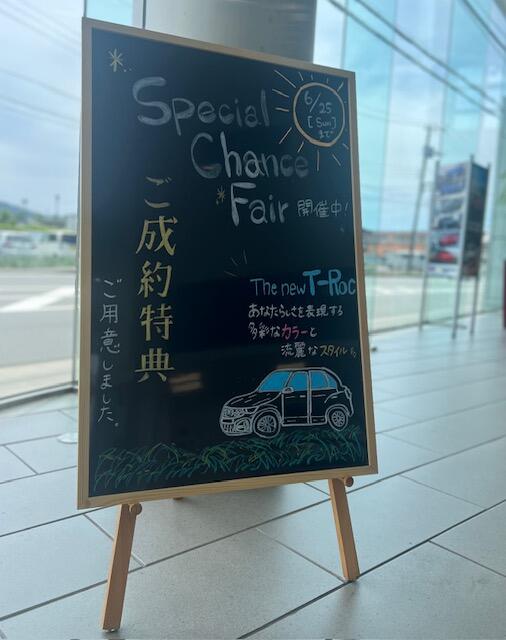 Special
Chance
Fair 開催中!
6/25
[Sun]
まで
ご成約特典
ご用意しました。
The new T-Roc
あなたらしさを表現する
多彩なカラーと
流麗なスタイル